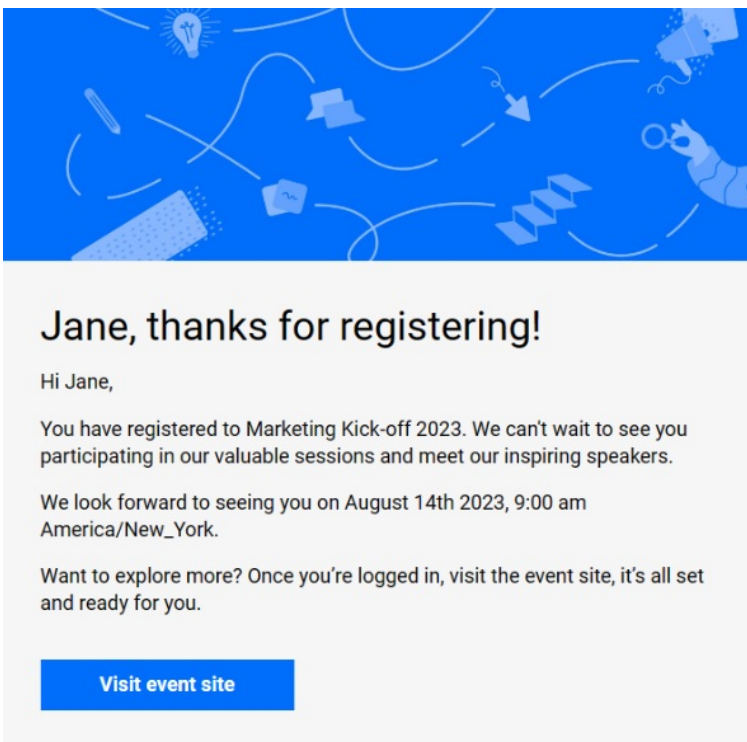 Jane, thanks for registering!
Hi Jane,
You have registered to Marketing Kick-off 2023. We can't wait to see you
participating in our valuable sessions and meet our inspiring speakers.
We look forward to seeing you on August 14th 2023, 9:00 am
America/New_York.
Want to explore more? Once you’re logged in, visit the event site, it’s all set
and ready for you.
Visit event site